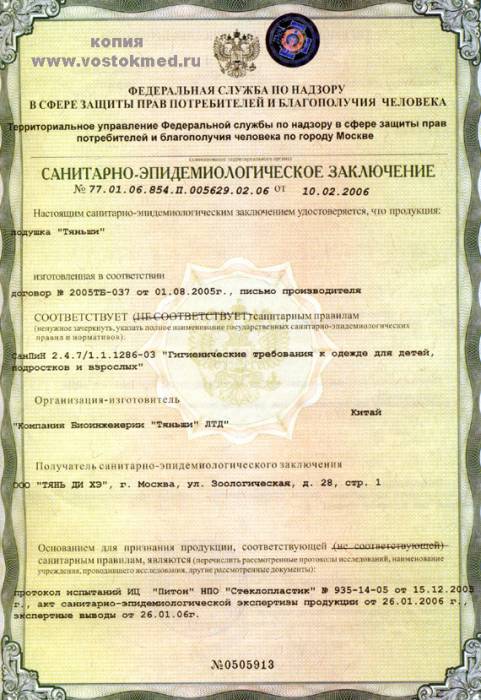 копия
www.vostokmed.ru
ФЕДЕРАЛЬНАЯ СЛУЖБА ПО НАДЗОРУ
В СФЕРЕ ЗАЩИТЫ ПРАВ ПОТРЕБИТЕЛЕЙ И БЛАГОПОЛУЧИЯ ЧЕЛОВЕКА
Территориальное управление Федеральной службы по надзору в сфере защиты прав
потребителей и благополучия человека по городу Москве
САНИТАРНО-ЭПИДЕМИОЛОГИЧЕСКОЕ ЗАКЛЮЧЕНИЕ
№ 77.01.06.854.П.005629.02.06 от 10.02.2006
Настоящим санитарно-эпидемиологическим заключением удостоверяется, что продукция:
подушка "Тяньши"
изготовленная в соответствии
договор № 2005ТБ-037 от 01.08.2005г., письмо производителя
СООТВЕТСТВУЕТ (НЕ СООТВЕТСТВУЕТ) санитарным правилам
(ненужное зачеркнуть, указать полное наименование государственных санитарно-эпидемиологических
правил и нормативов):
СанПиН 2.4.7/1.1.1286-03 "Гигиенические требования к одежде для детей,
подростков и взрослых"
Организация-изготовитель
Китай
"Компания Биоинженерии "Тяньши" ЛТД"
Получатель санитарно-эпидемиологического заключения
ООО "ТЯНЬ ДИ ХЭ", г. Москва, ул. Зоологическая, д. 28, стр. 1
Основанием для признания продукции, соответствующей (не соответствующей)
санитарным правилам, являются (перечислить рассмотренные протоколы исследований, наименование
учреждения, проводившего исследования, другие рассмотренные документы):
протокол испытаний ИЦ "Питон" НПО "Стеклопластик" № 935-14-05 от 15.12.2005
г., акт санитарно-эпидемиологической экспертизы продукции от 26.01.2006 г.,
экспертные выводы от 26.01.06г.
№0505913